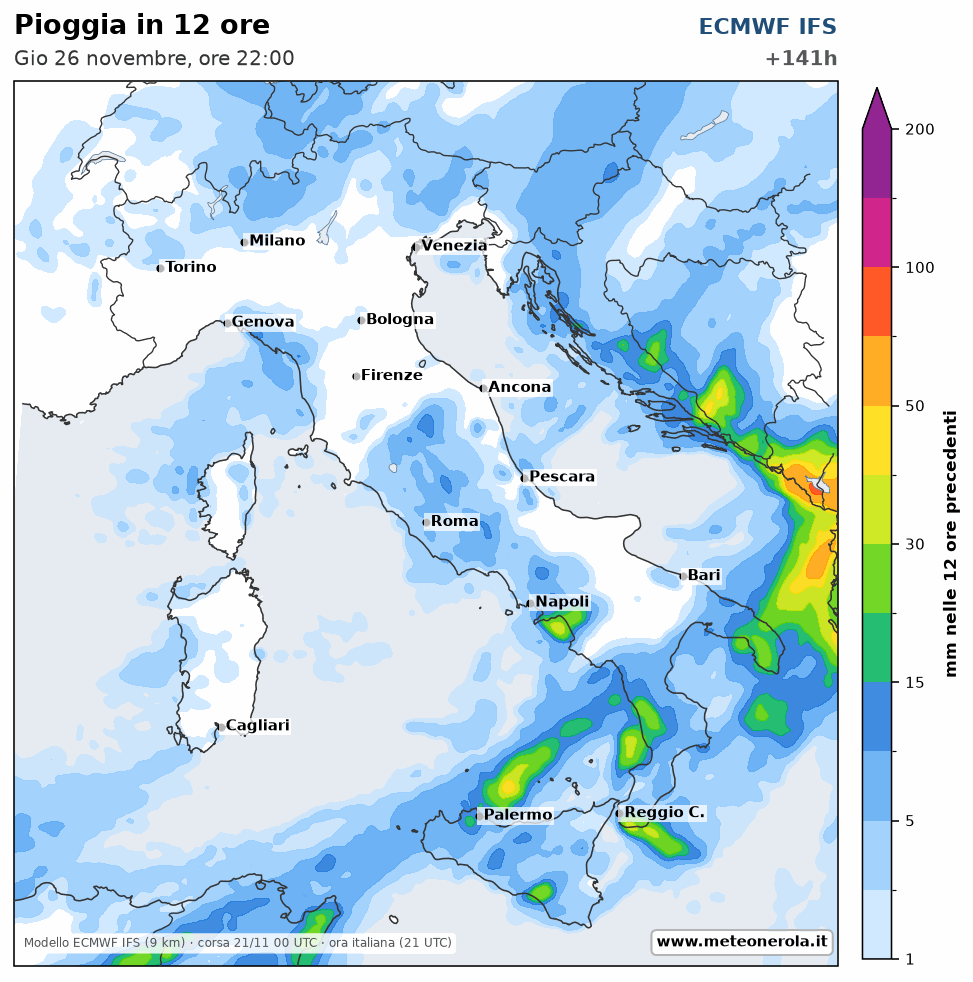 Pioggia in 12 ore
ECMWF IFS
Gio 26 novembre, ore 22:00
+141h
200
100
50
30
15
5
1
mm nelle 12 ore precedenti
Milano
Venezia
Torino
Genova
Bologna
Firenze
Ancona
Pescara
Roma
Bari
Napoli
Cagliari
Palermo
Reggio C.
Modello ECMWF IFS (9 km) · corsa 21/11 00 UTC · ora italiana (21 UTC)
www.meteonerola.it